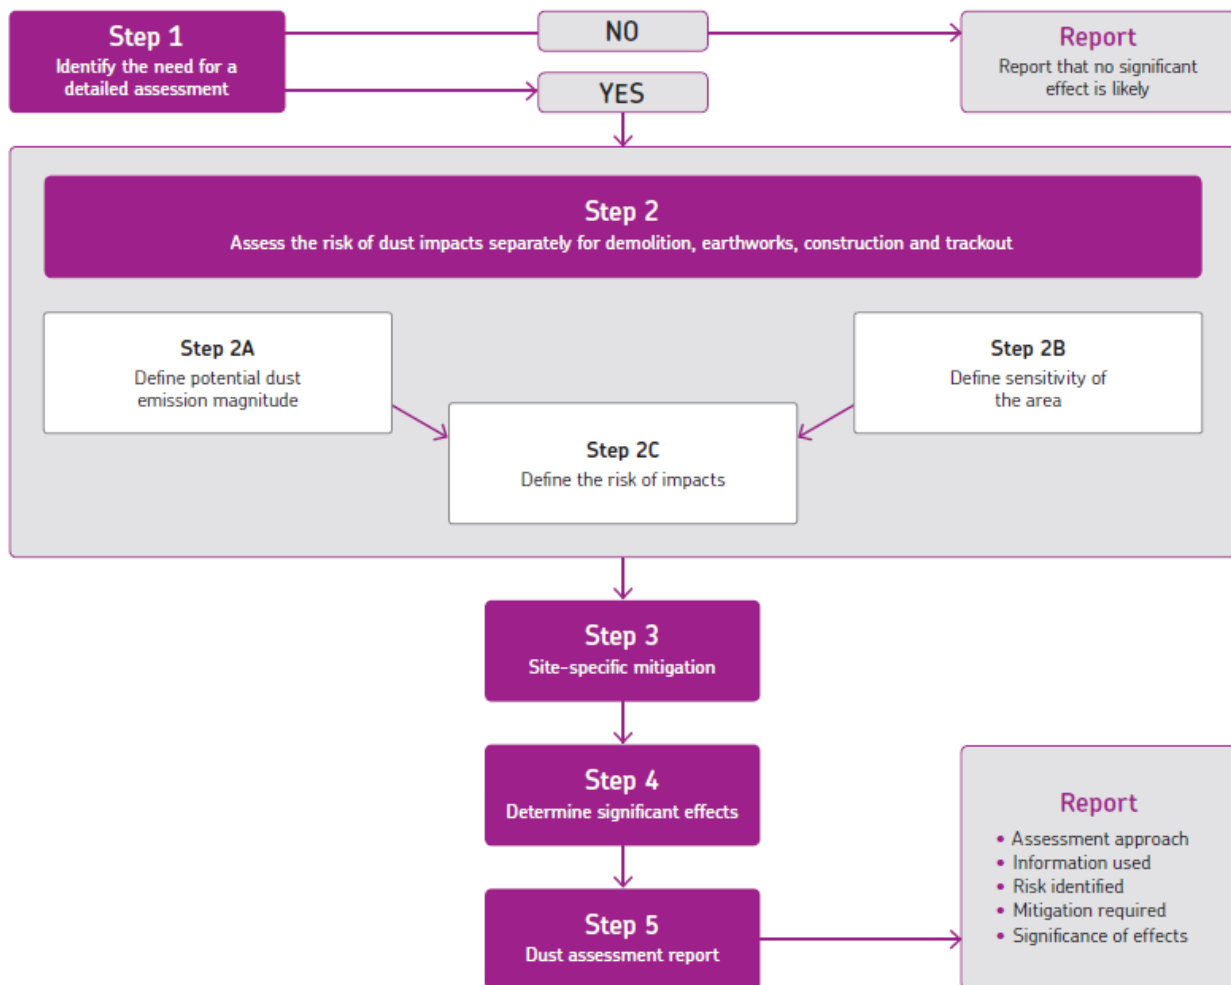 Step 1
Identify the need for a
detailed assessment
NO
YES
Report
Report that no significant
effect is likely
Step 2
Assess the risk of dust impacts separately for demolition, earthworks, construction and trackout
Step 2A
Define potential dust
emission magnitude
Step 2B
Define sensitivity of
the area
Step 2C
Define the risk of impacts
Step 3
Site-specific mitigation
Step 4
Determine significant effects
Step 5
Dust assessment report
Report
• Assessment approach
• Information used
• Risk identified
• Mitigation required
• Significance of effects